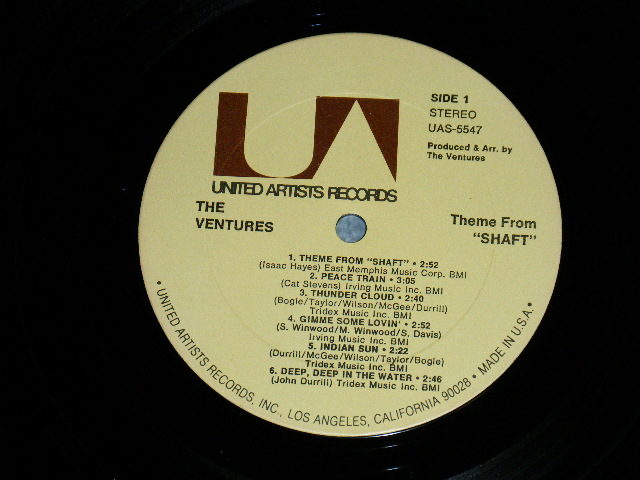 UA
UNITED ARTISTS RECORDS
SIDE 1
STEREO
UAS-5547
Produced & Arr. by
The Ventures
THE
VENTURES
Theme From
"SHAFT"
1. THEME FROM "SHAFT" • 2:52
(Isaac Hayes) East Memphis Music Corp. BMI
2. PEACE TRAIN • 3:05
(Cat Stevens) Irving Music Inc. BMI
3. THUNDER CLOUD • 2:40
(Bogle/Taylor/Wilson/McGee/Durrill)
Tridex Music Inc. BMI
4. GIMME SOME LOVIN' • 2:52
(S. Winwood/M. Winwood/S. Davis)
Irving Music Inc. BMI
5. INDIAN SUN • 2:22
(Durrill/McGee/Wilson/Taylor/Bogle)
Tridex Music Inc. BMI
6. DEEP, DEEP IN THE WATER • 2:46
(John Durrill) Tridex Music Inc. BMI
• UNITED ARTISTS RECORDS, INC., LOS ANGELES, CALIFORNIA 90028 • MADE IN U.S.A. •